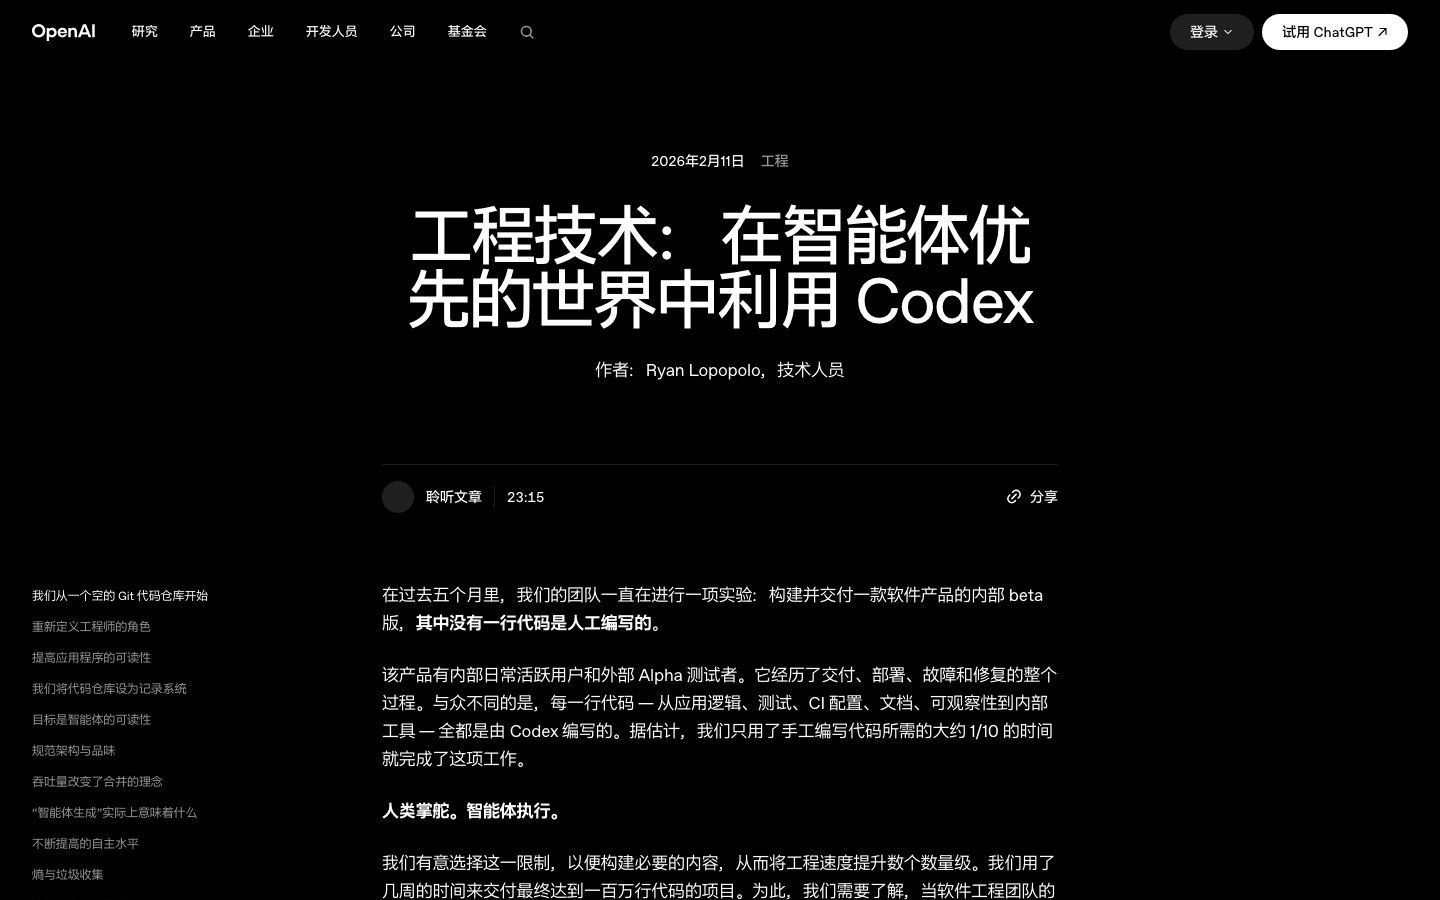 OpenAI 研究 产品 企业 开发人员 公司 基金会 登录 试用 ChatGPT ↗
2026年2月11日 工程
工程技术：在智能体优
先的世界中利用 Codex
作者：Ryan Lopopolo，技术人员
聆听文章 23:15 分享
我们从一个空的 Git 代码仓库开始
重新定义工程师的角色
提高应用程序的可读性
我们将代码仓库设为记录系统
目标是智能体的可读性
规范架构与品味
吞吐量改变了合并的理念
“智能体生成”实际上意味着什么
不断提高的自主水平
熵与垃圾收集
在过去五个月里，我们的团队一直在进行一项实验：构建并交付一款软件产品的内部 beta
版，其中没有一行代码是人工编写的。
该产品有内部日常活跃用户和外部 Alpha 测试者。它经历了交付、部署、故障和修复的整个
过程。与众不同的是，每一行代码 — 从应用逻辑、测试、CI 配置、文档、可观察性到内部
工具 — 全都是由 Codex 编写的。据估计，我们只用了手工编写代码所需的大约 1/10 的时间
就完成了这项工作。
人类掌舵。智能体执行。
我们有意选择这一限制，以便构建必要的内容，从而将工程速度提升数个数量级。我们用了
几周的时间来交付最终达到一百万行代码的项目。为此，我们需要了解，当软件工程团队的